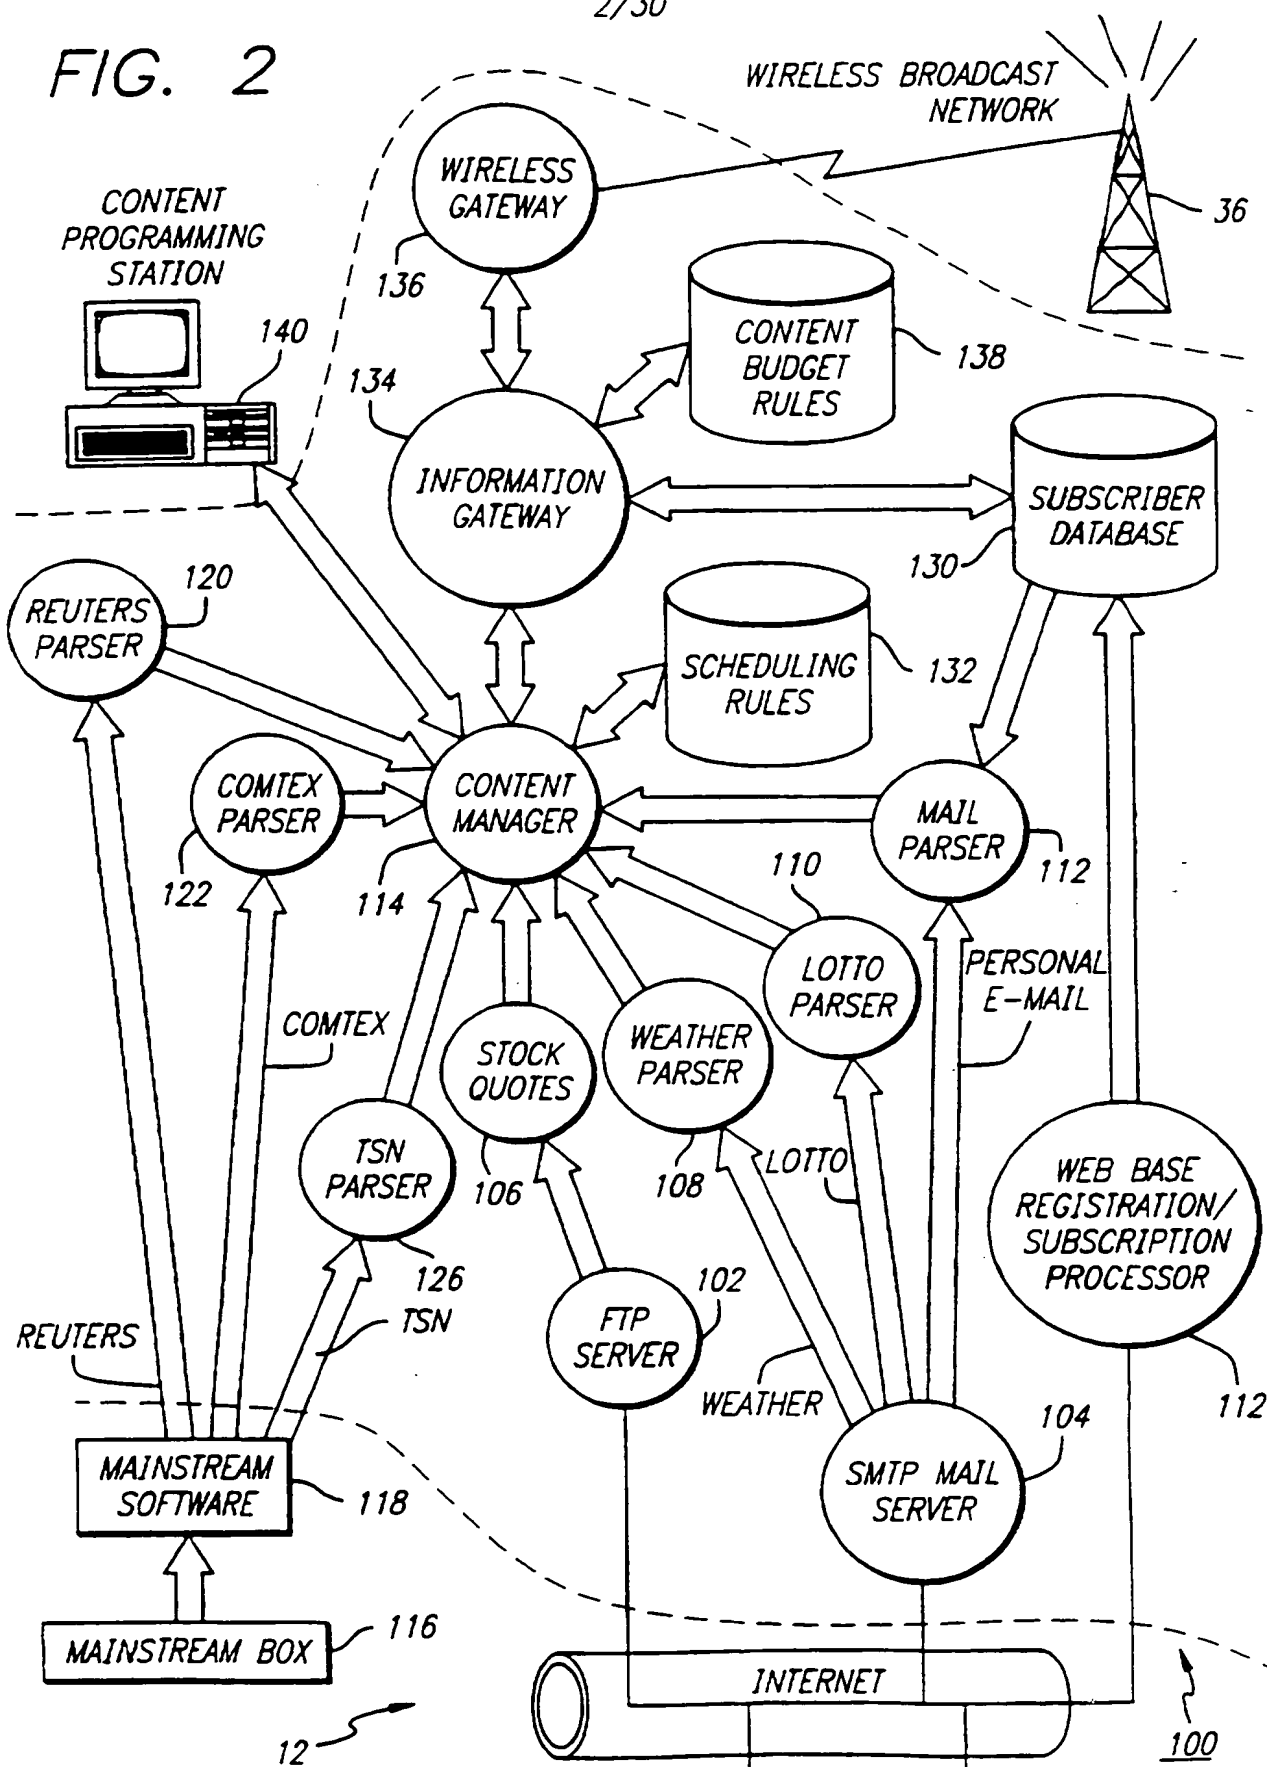 2/30
FIG. 2
WIRELESS BROADCAST
NETWORK
36
WIRELESS
GATEWAY
136
CONTENT
PROGRAMMING
STATION
140
CONTENT
BUDGET
RULES
138
134
INFORMATION
GATEWAY
SUBSCRIBER
DATABASE
130
120
REUTERS
PARSER
SCHEDULING
RULES
132
COMTEX
PARSER
122
CONTENT
MANAGER
114
MAIL
PARSER
112
110
LOTTO
PARSER
PERSONAL
E-MAIL
COMTEX
STOCK
QUOTES
106
WEATHER
PARSER
108
TSN
PARSER
126
TSN
LOTTO
WEB BASE
REGISTRATION/
SUBSCRIPTION
PROCESSOR
112
102
FTP
SERVER
REUTERS
WEATHER
104
SMTP MAIL
SERVER
MAINSTREAM
SOFTWARE
118
MAINSTREAM BOX
116
INTERNET
12
100